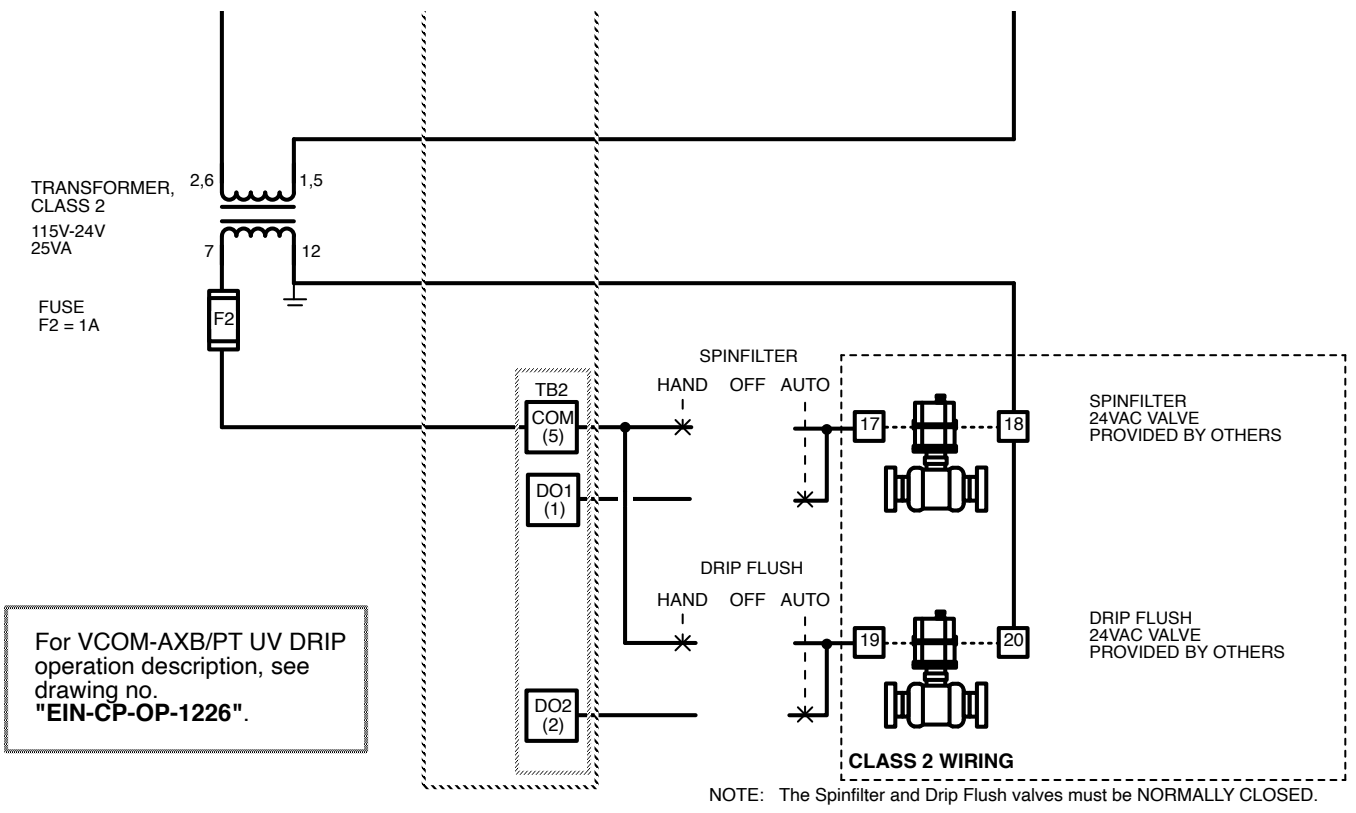 2,6
1,5
TRANSFORMER,
CLASS 2
115V-24V
25VA
7
12
FUSE
F2 = 1A
F2
SPINFILTER
HAND OFF AUTO
TB2
COM
(5)
17
18
SPINFILTER
24VAC VALVE
PROVIDED BY OTHERS
DO1
(1)
DRIP FLUSH
HAND OFF AUTO
19
20
DRIP FLUSH
24VAC VALVE
PROVIDED BY OTHERS
DO2
(2)
For VCOM-AXB/PT UV DRIP
operation description, see
drawing no.
"EIN-CP-OP-1226".
CLASS 2 WIRING
NOTE: The Spinfilter and Drip Flush valves must be NORMALLY CLOSED.